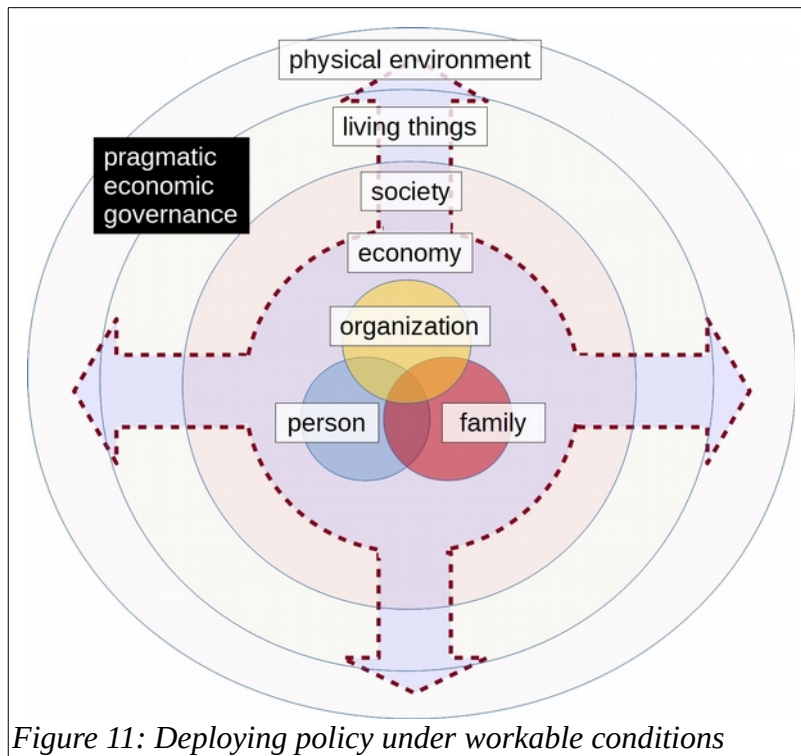 physical environment
living things
pragmatic
economic
governance
society
economy
organization
person
family
Figure 11: Deploying policy under workable conditions